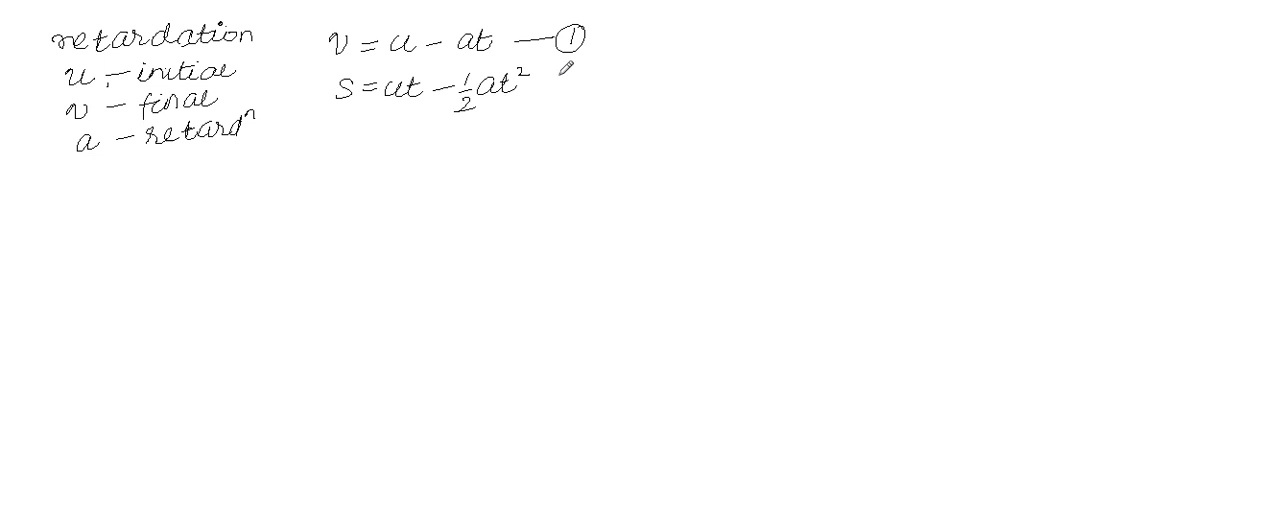 retardation
u - initial
v - final
a - retardⁿ
v = u - at — ①
s = ut - 1/2 at²